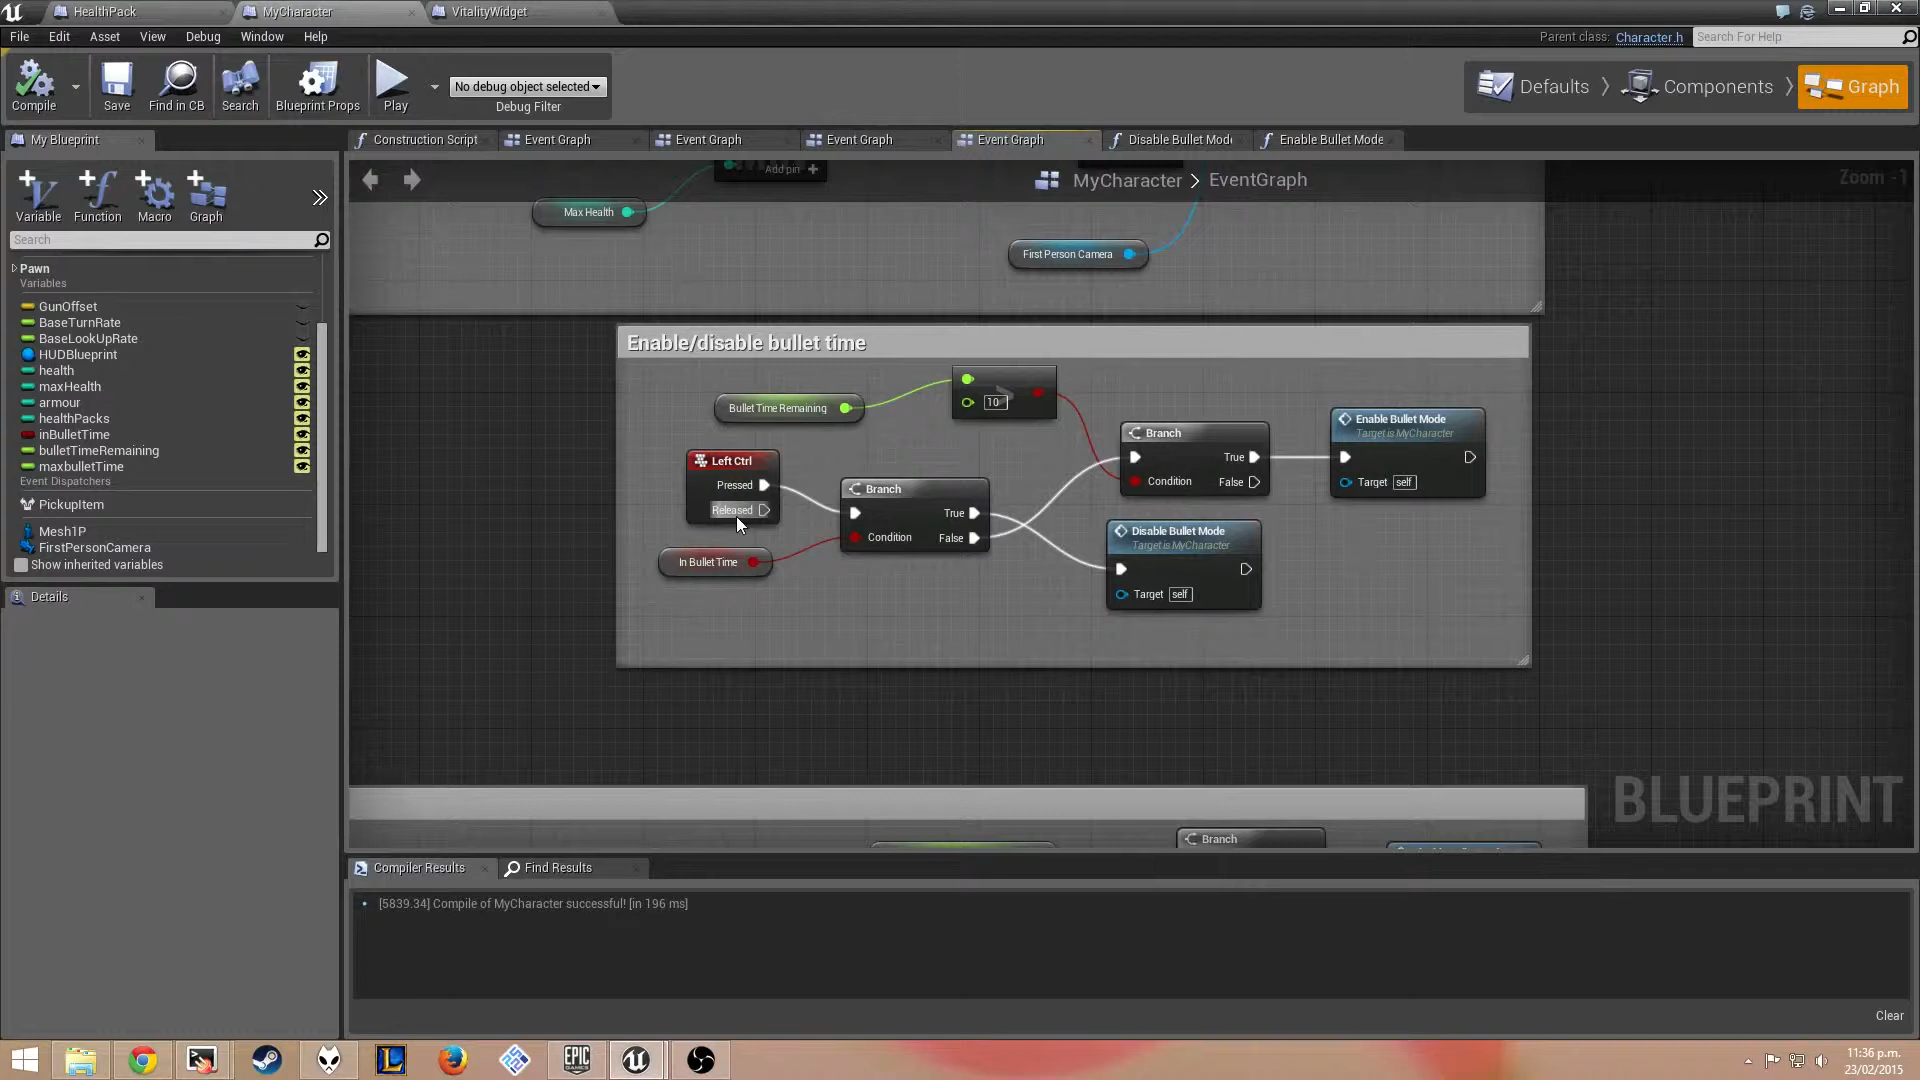 HealthPack
MyCharacter
VitalityWidget
File Edit Asset View Debug Window Help
Parent class: Character.h
Search For Help
Compile
Save
Find in CB
Search
Blueprint Props
Play
No debug object selected
Debug Filter
Defaults
Components
Graph
My Blueprint
Construction Script
Event Graph
Event Graph
Event Graph
Event Graph
Disable Bullet Mod
Enable Bullet Mode
Variable
Function
Macro
Graph
Search
Pawn
Variables
GunOffset
BaseTurnRate
BaseLookUpRate
HUDBlueprint
health
maxHealth
armour
healthPacks
inBulletTime
bulletTimeRemaining
maxbulletTime
Event Dispatchers
PickupItem
Mesh1P
FirstPersonCamera
Show inherited variables
Details
MyCharacter > EventGraph
Zoom -1
Add pin
Max Health
First Person Camera
Enable/disable bullet time
Bullet Time Remaining
>
10
Left Ctrl
Pressed
Released
In Bullet Time
Branch
True
Condition
False
Branch
True
Condition
False
Enable Bullet Mode
Target is MyCharacter
Target self
Disable Bullet Mode
Target is MyCharacter
Target self
BLUEPRINT
Branch
Compiler Results
Find Results
[5839.34] Compile of MyCharacter successful! [in 196 ms]
Clear
EPIC
GAMES
11:36 p.m.
23/02/2015